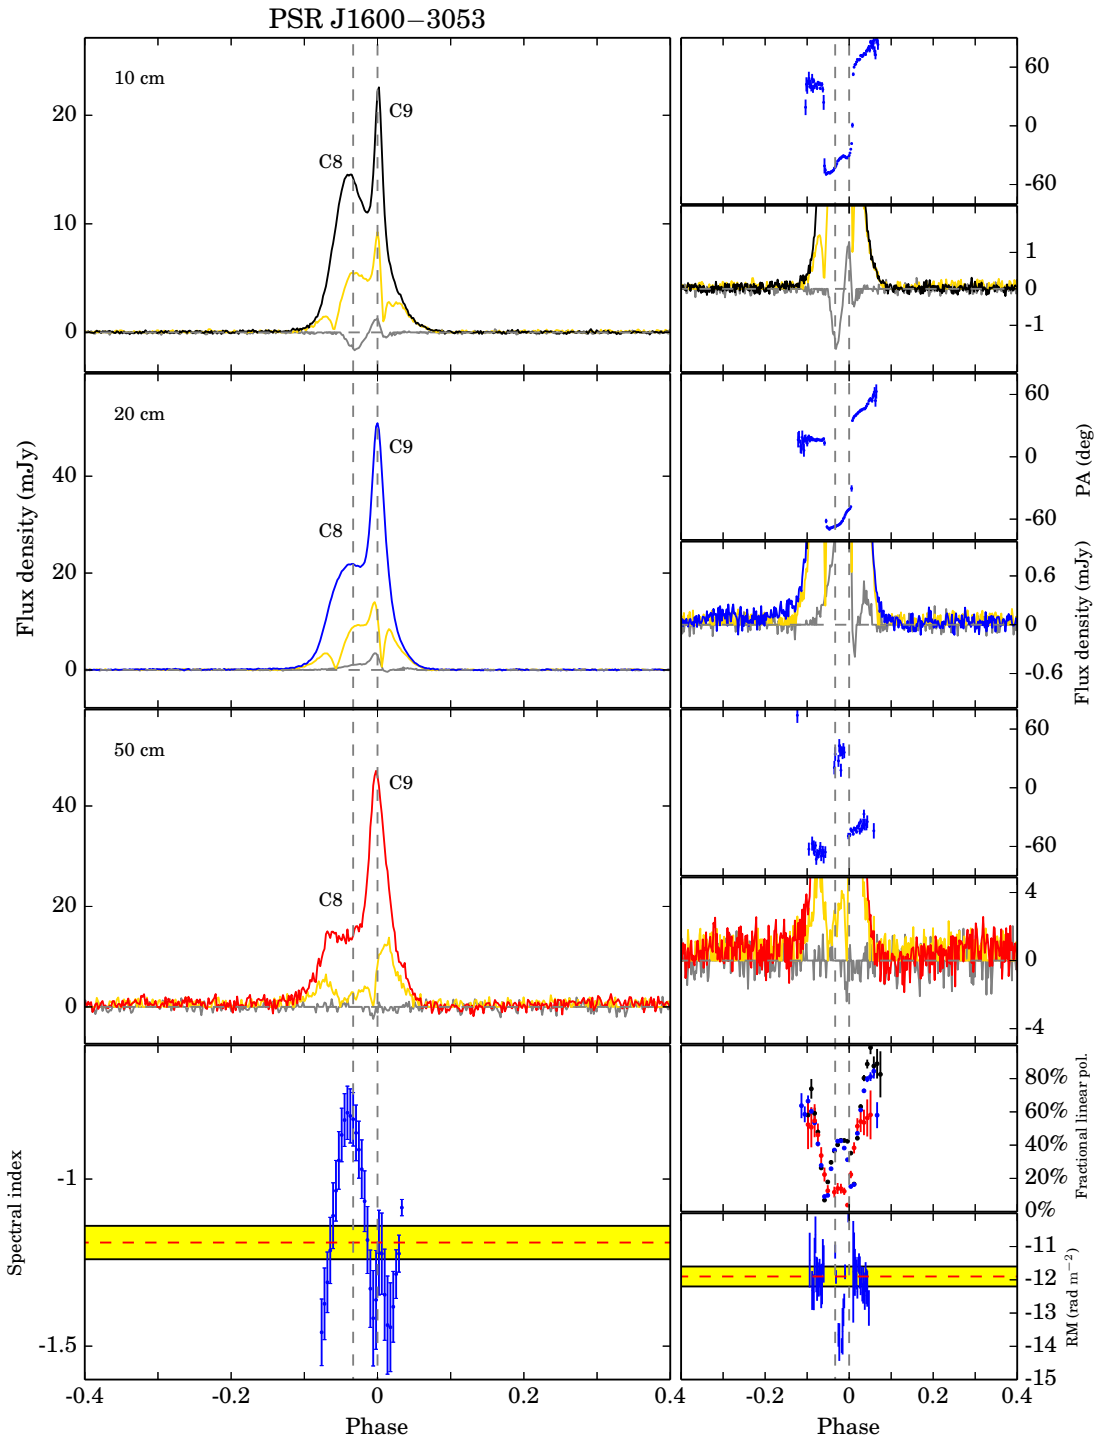 PSR J1600−3053
10 cm
C8
C9
20
10
0
60
0
-60
1
0
-1
20 cm
C8
C9
40
20
0
Flux density (mJy)
60
0
-60
PA (deg)
0.6
0
-0.6
Flux density (mJy)
50 cm
C8
C9
40
20
0
60
0
-60
4
0
-4
-1
-1.5
Spectral index
80%
60%
40%
20%
0%
Fractional linear pol.
-11
-12
-13
-14
-15
RM (rad m−2)
-0.4 -0.2 0 0.2 0.4
Phase
-0.2 0 0.2 0.4
Phase